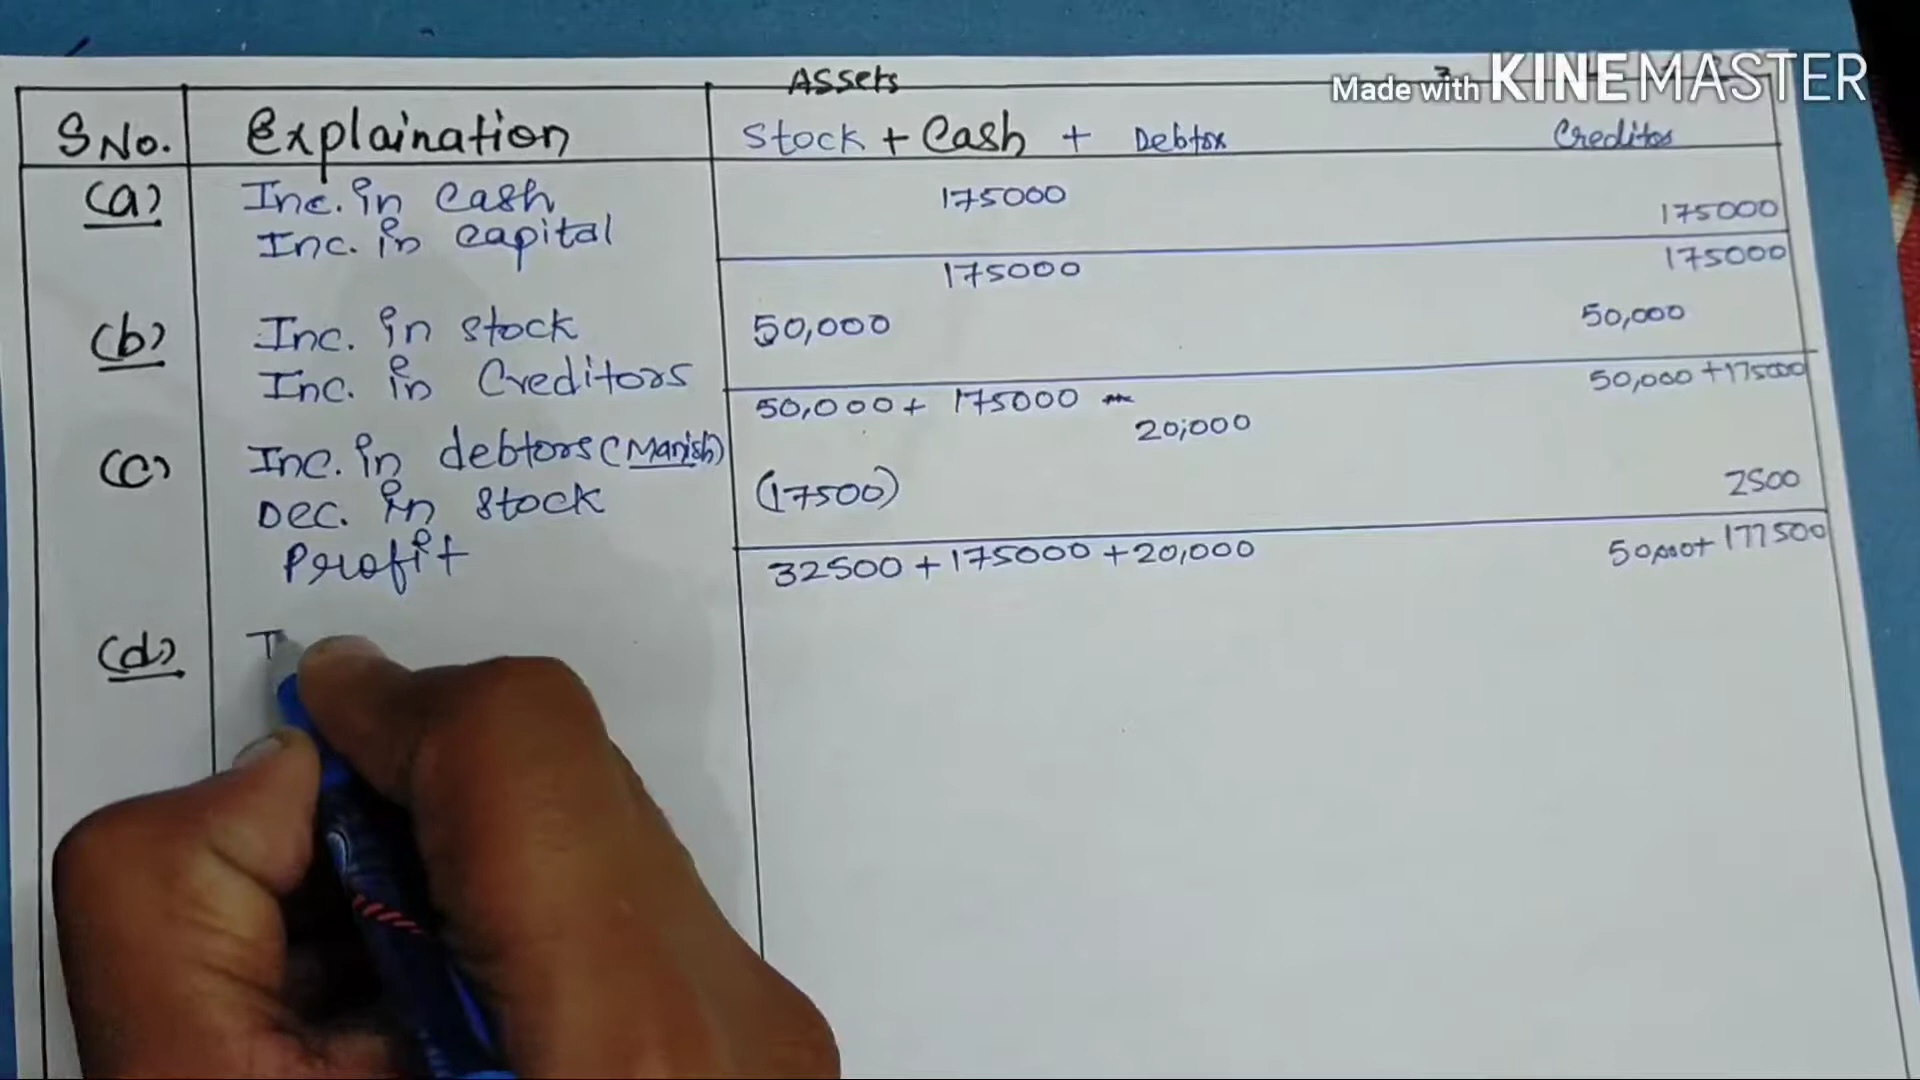 Made with KINEMASTER
Assets
S No. Explaination Stock + Cash + Debtox Creditos
(a) Inc. in Cash 175000 175000
Inc. in capital
175000 175000
(b) Inc. in stock 50,000 50,000
Inc. in Creditors
50,000 + 175000 50,000 + 175000
(c) Inc. in debtors (Manish) 20,000
Dec. in stock (17500) 2500
Profit
32500 + 175000 + 20,000 50,000 + 177500
(d)